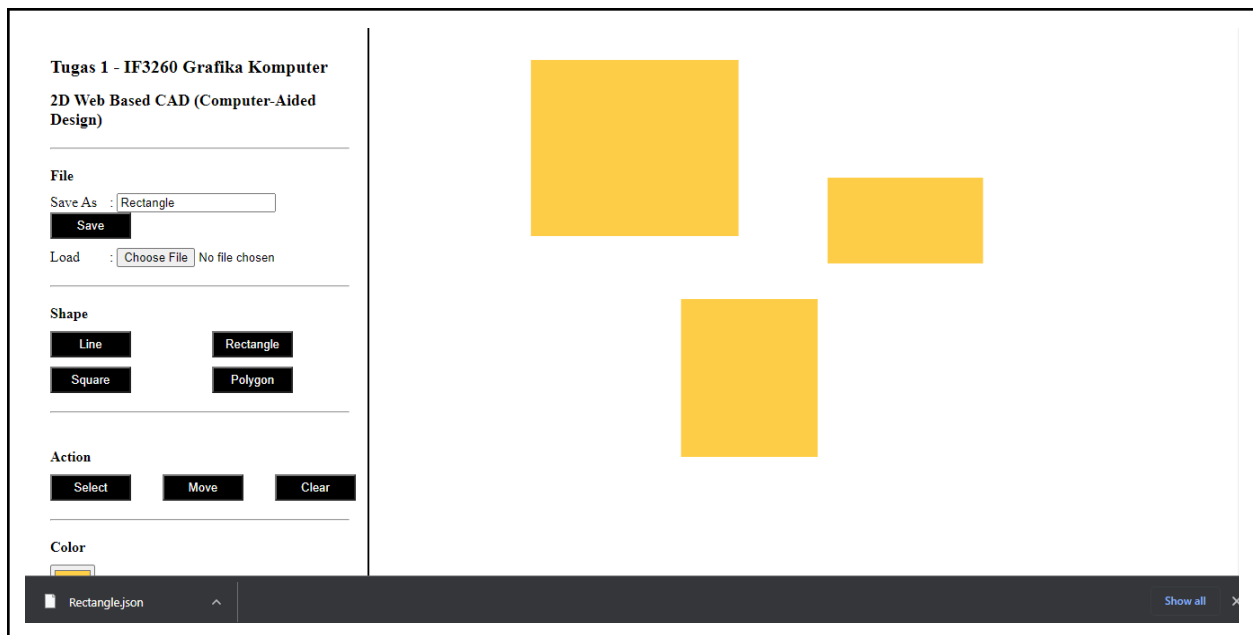 Tugas 1 - IF3260 Grafika Komputer
2D Web Based CAD (Computer-Aided
Design)
File
Save As : Rectangle
Save
Load : Choose File No file chosen
Shape
Line Rectangle
Square Polygon
Action
Select Move Clear
Color
Rectangle.json Show all